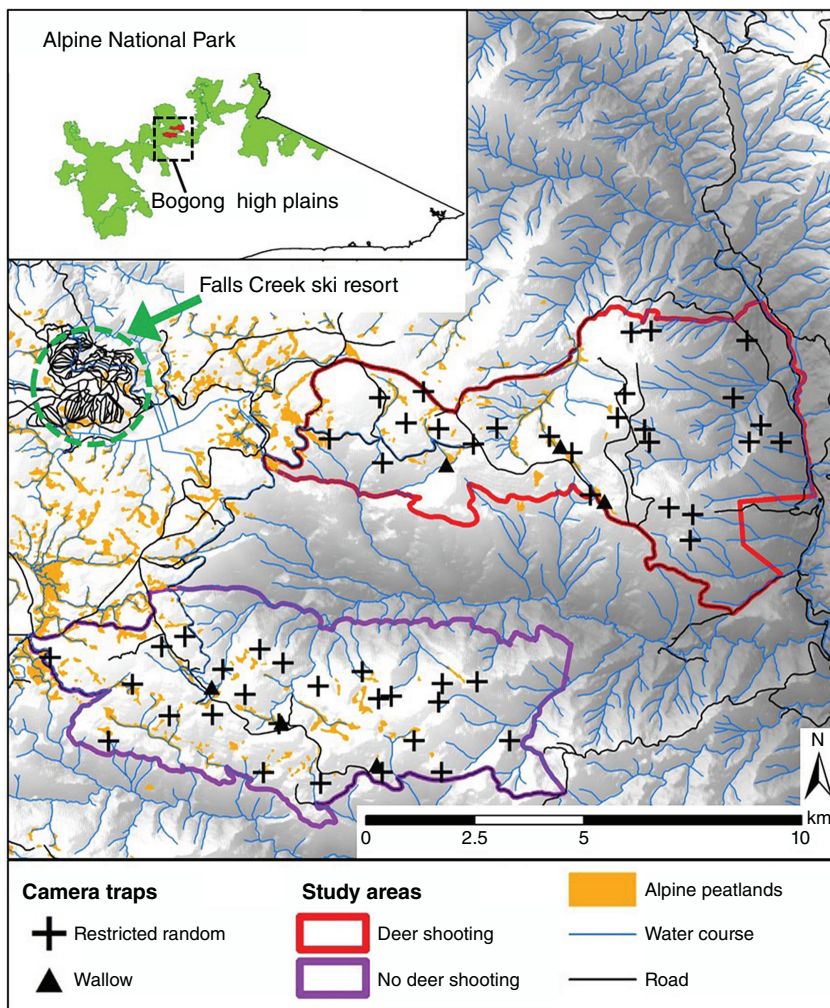 Alpine National Park
Bogong high plains
Falls Creek ski resort
N
km
0 2.5 5 10
Camera traps
Restricted random
Wallow
Study areas
Deer shooting
No deer shooting
Alpine peatlands
Water course
Road